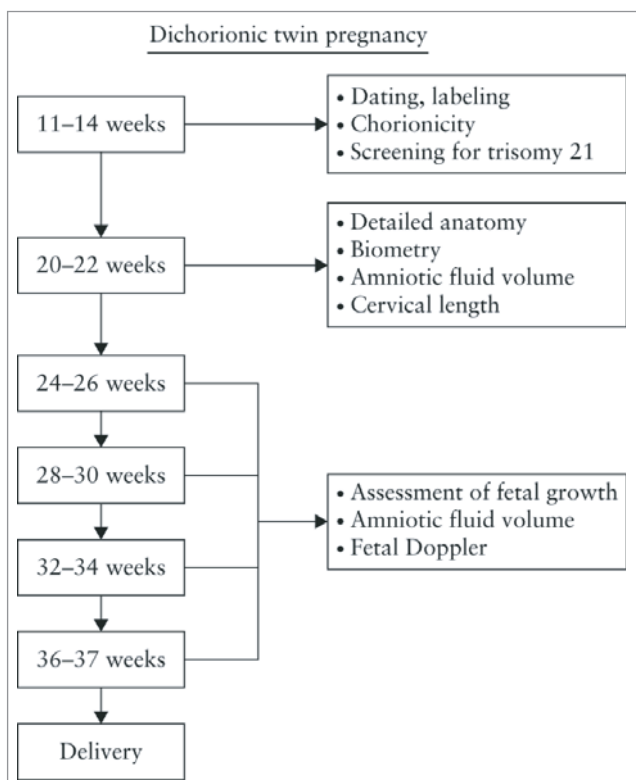 Dichorionic twin pregnancy
11–14 weeks
• Dating, labeling
• Chorionicity
• Screening for trisomy 21
20–22 weeks
• Detailed anatomy
• Biometry
• Amniotic fluid volume
• Cervical length
24–26 weeks
28–30 weeks
• Assessment of fetal growth
• Amniotic fluid volume
• Fetal Doppler
32–34 weeks
36–37 weeks
Delivery